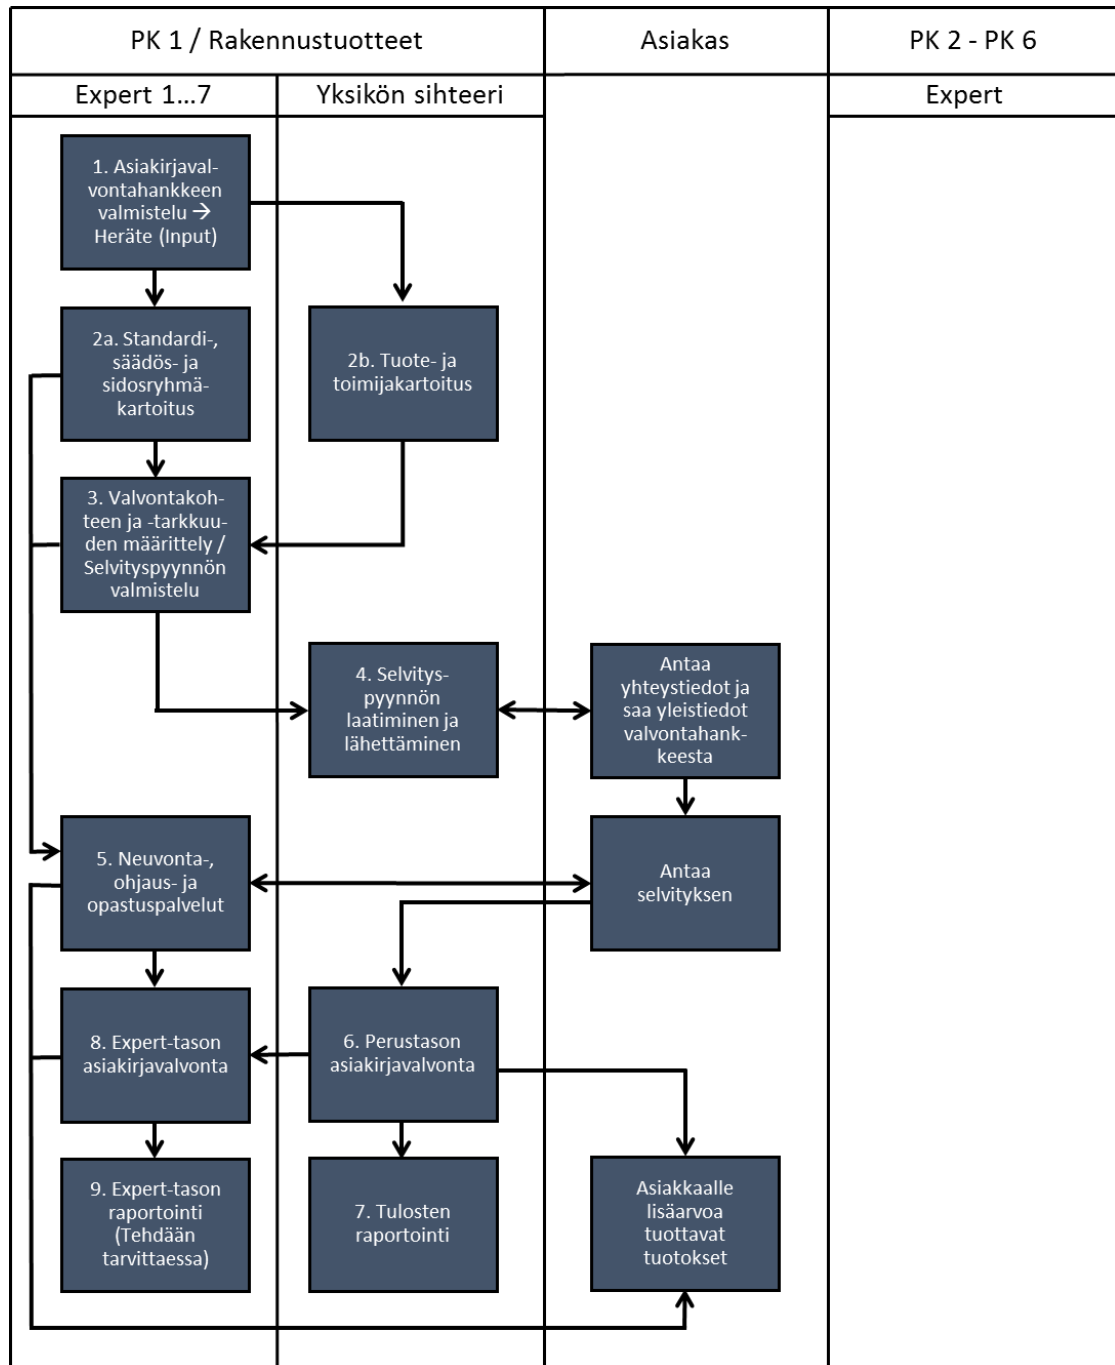 PK 1 / Rakennustuotteet
Asiakas
PK 2 - PK 6
Expert 1...7
Yksikön sihteeri
Expert
1. Asiakirjaval-
vontahankkeen
valmistelu →
Heräte (Input)
2a. Standardi-,
säädös- ja
sidosryhmä-
kartoitus
2b. Tuote- ja
toimijakartoitus
3. Valvontakoh-
teen ja -tarkkuu-
den määrittely /
Selvityspyynnön
valmistelu
4. Selvitys-
pyynnön
laatiminen ja
lähettäminen
Antaa
yhteystiedot ja
saa yleistiedot
valvontahank-
keesta
5. Neuvonta-,
ohjaus- ja
opastuspalvelut
Antaa
selvityksen
8. Expert-tason
asiakirjavalvonta
6. Perustason
asiakirjavalvonta
9. Expert-tason
raportointi
(Tehdään
tarvittaessa)
7. Tulosten
raportointi
Asiakkaalle
lisäarvoa
tuottavat
tuotokset